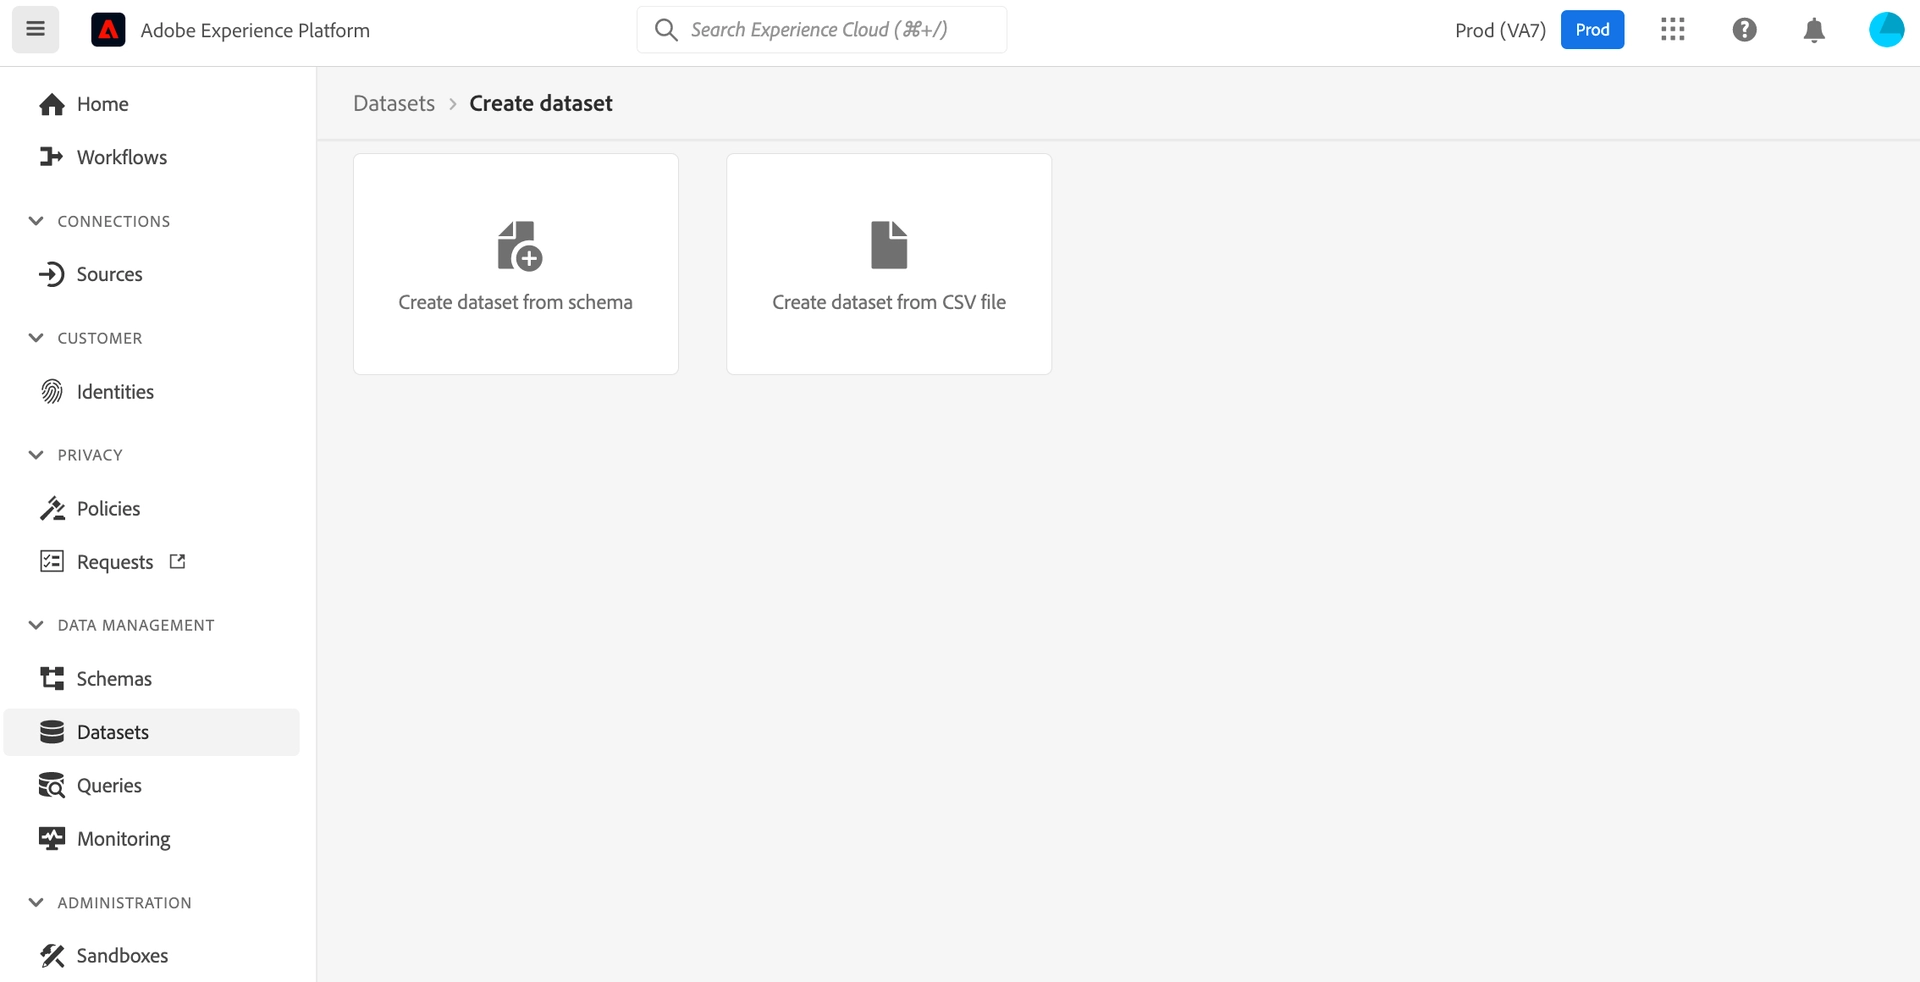 Adobe Experience Platform
Search Experience Cloud (⌘+/)
Prod (VA7)
Prod
Home
Workflows
CONNECTIONS
Sources
CUSTOMER
Identities
PRIVACY
Policies
Requests
DATA MANAGEMENT
Schemas
Datasets
Queries
Monitoring
ADMINISTRATION
Sandboxes
Datasets > Create dataset
Create dataset from schema
Create dataset from CSV file